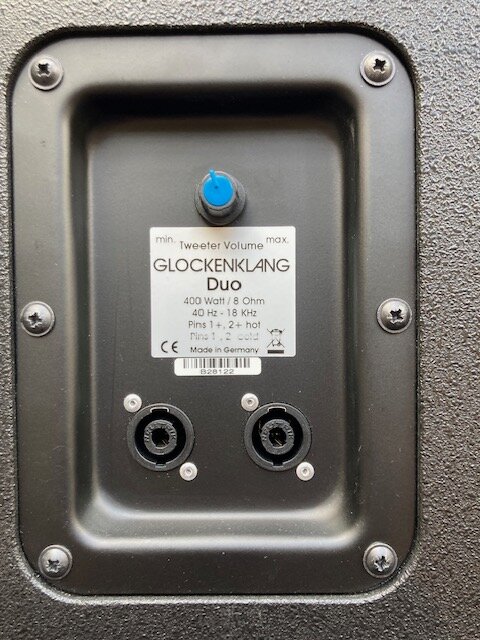 min. max.
Tweeter Volume
GLOCKENKLANG
Duo
400 Watt / 8 Ohm
40 Hz - 18 KHz
Pins 1+, 2+ hot
Pins 1-, 2- cold
CE Made in Germany
B28122